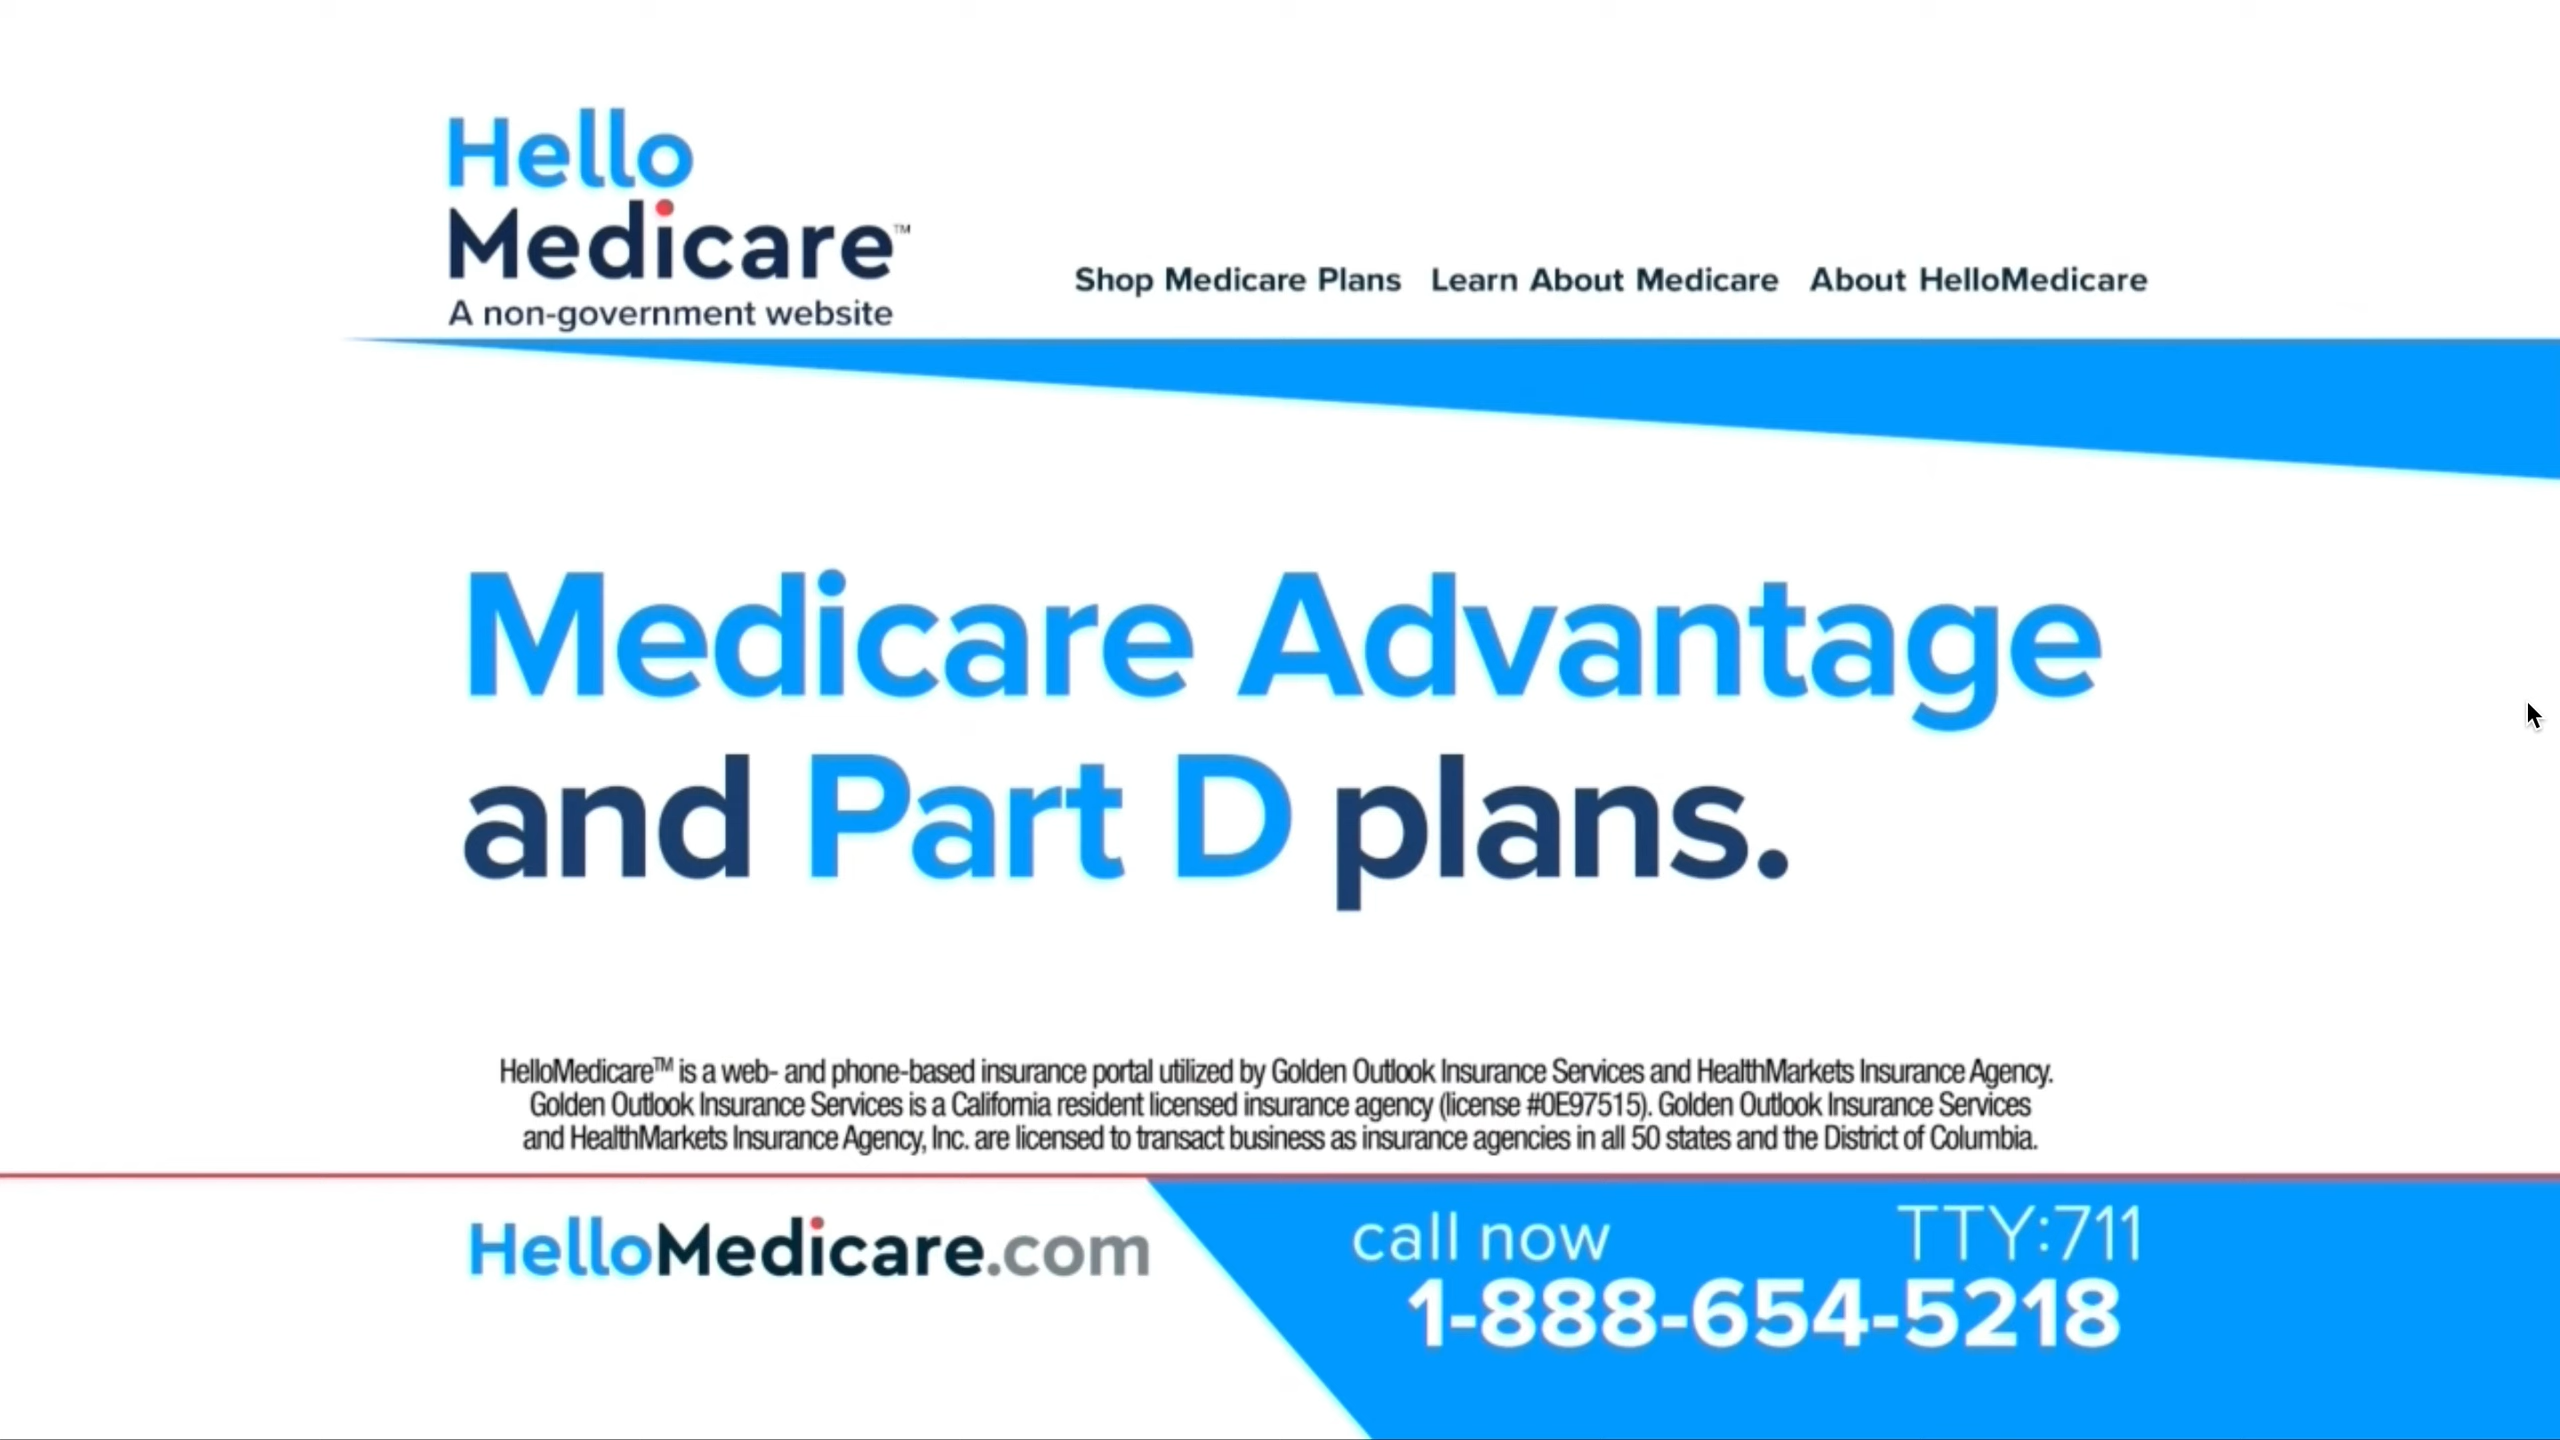 Hello
Medicare™
A non-government website
Shop Medicare Plans Learn About Medicare About HelloMedicare
Medicare Advantage
and Part D plans.
HelloMedicare™ is a web- and phone-based insurance portal utilized by Golden Outlook Insurance Services and HealthMarkets Insurance Agency.
Golden Outlook Insurance Services is a California resident licensed insurance agency (license #0E97515). Golden Outlook Insurance Services
and HealthMarkets Insurance Agency, Inc. are licensed to transact business as insurance agencies in all 50 states and the District of Columbia.
HelloMedicare.com
call now TTY:711
1-888-654-5218